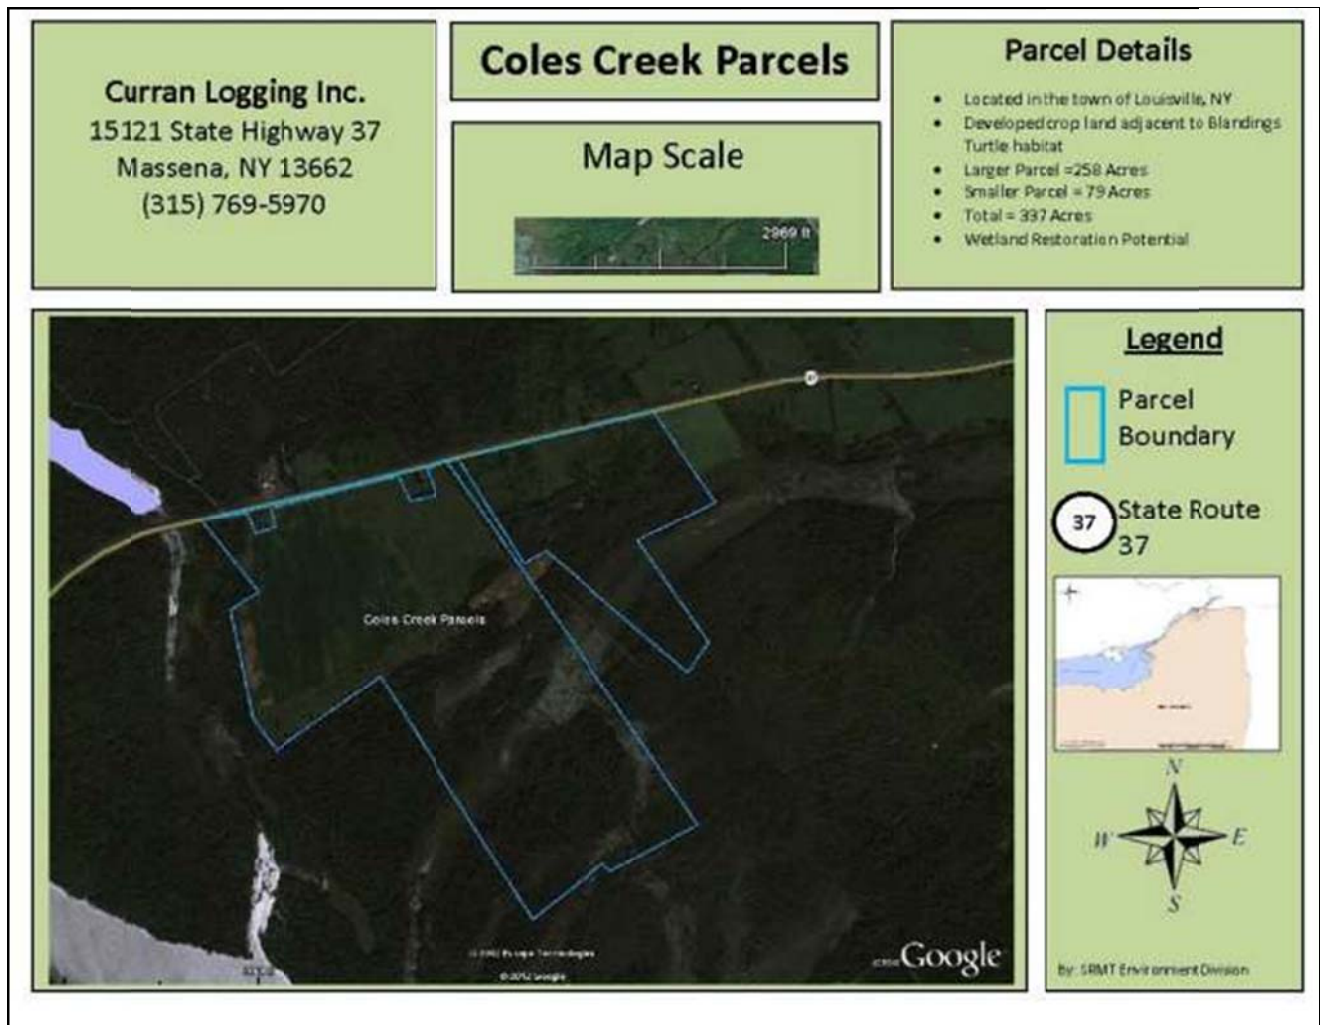 Curran Logging Inc.
15121 State Highway 37
Massena, NY 13662
(315) 769-5970
Coles Creek Parcels
Map Scale
2969 ft
Parcel Details
• Located in the town of Louisville, NY
• Developed crop land adjacent to Blandings
Turtle habitat
• Larger Parcel =258 Acres
• Smaller Parcel = 79 Acres
• Total = 337 Acres
• Wetland Restoration Potential
Coles Creek Parcels
© 2012 Google
Google
Legend
Parcel
Boundary
37
State Route
37
N
W
E
S
By: SRMT Environment Division